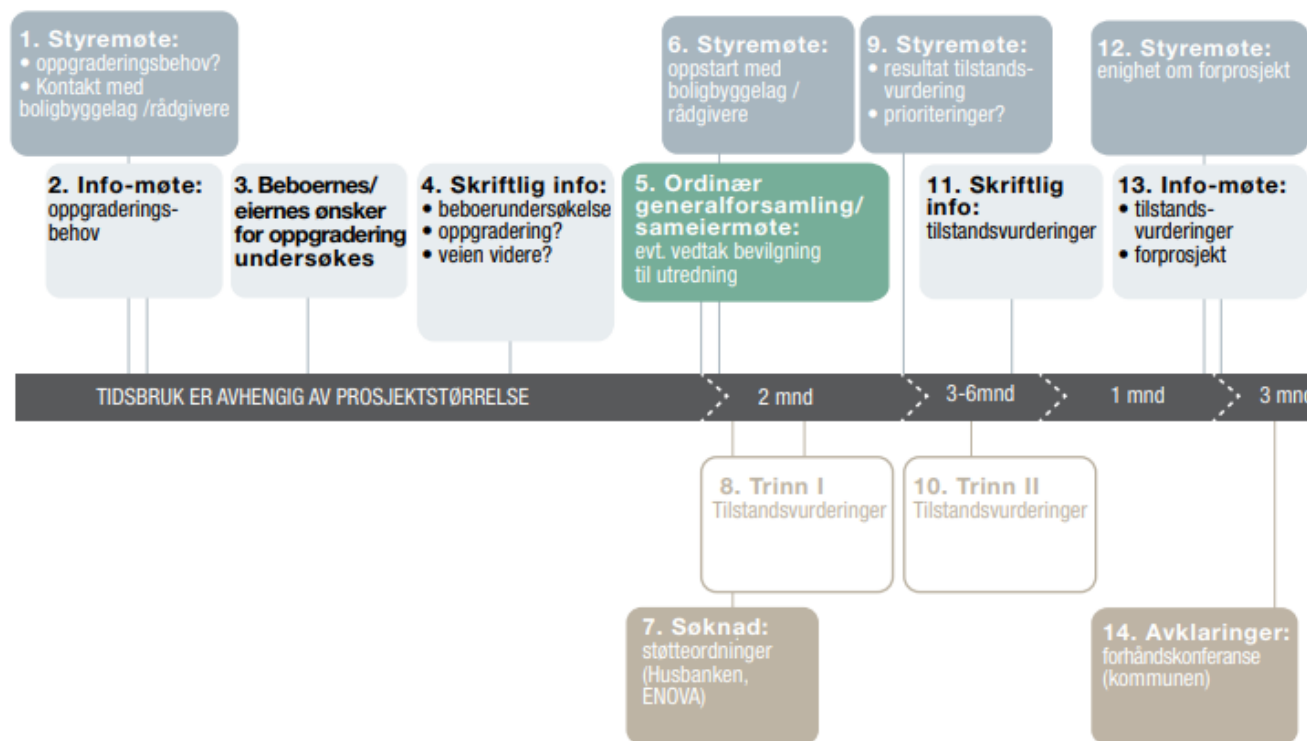 1. Styremøte:
• oppgraderingsbehov?
• Kontakt med
boligbyggelag /rådgivere
2. Info-møte:
oppgraderings-
behov
3. Beboernes/
eiernes ønsker
for oppgradering
undersøkes
4. Skriftlig info:
• beboerundersøkelse
• oppgradering?
• veien videre?
5. Ordinær
generalforsamling/
sameiermøte:
evt. vedtak bevilgning
til utredning
6. Styremøte:
oppstart med
boligbyggelag /
rådgivere
9. Styremøte:
• resultat tilstands-
vurdering
• prioriteringer?
11. Skriftlig
info:
tilstandsvurderinger
12. Styremøte:
enighet om forprosjekt
13. Info-møte:
• tilstands-
vurderinger
• forprosjekt
TIDSBRUK ER AVHENGIG AV PROSJEKTSTØRRELSE
2 mnd
3-6mnd
1 mnd
3 mnd
8. Trinn I
Tilstandsvurderinger
10. Trinn II
Tilstandsvurderinger
7. Søknad:
støtteordninger
(Husbanken,
ENOVA)
14. Avklaringer:
forhåndskonferanse
(kommunen)